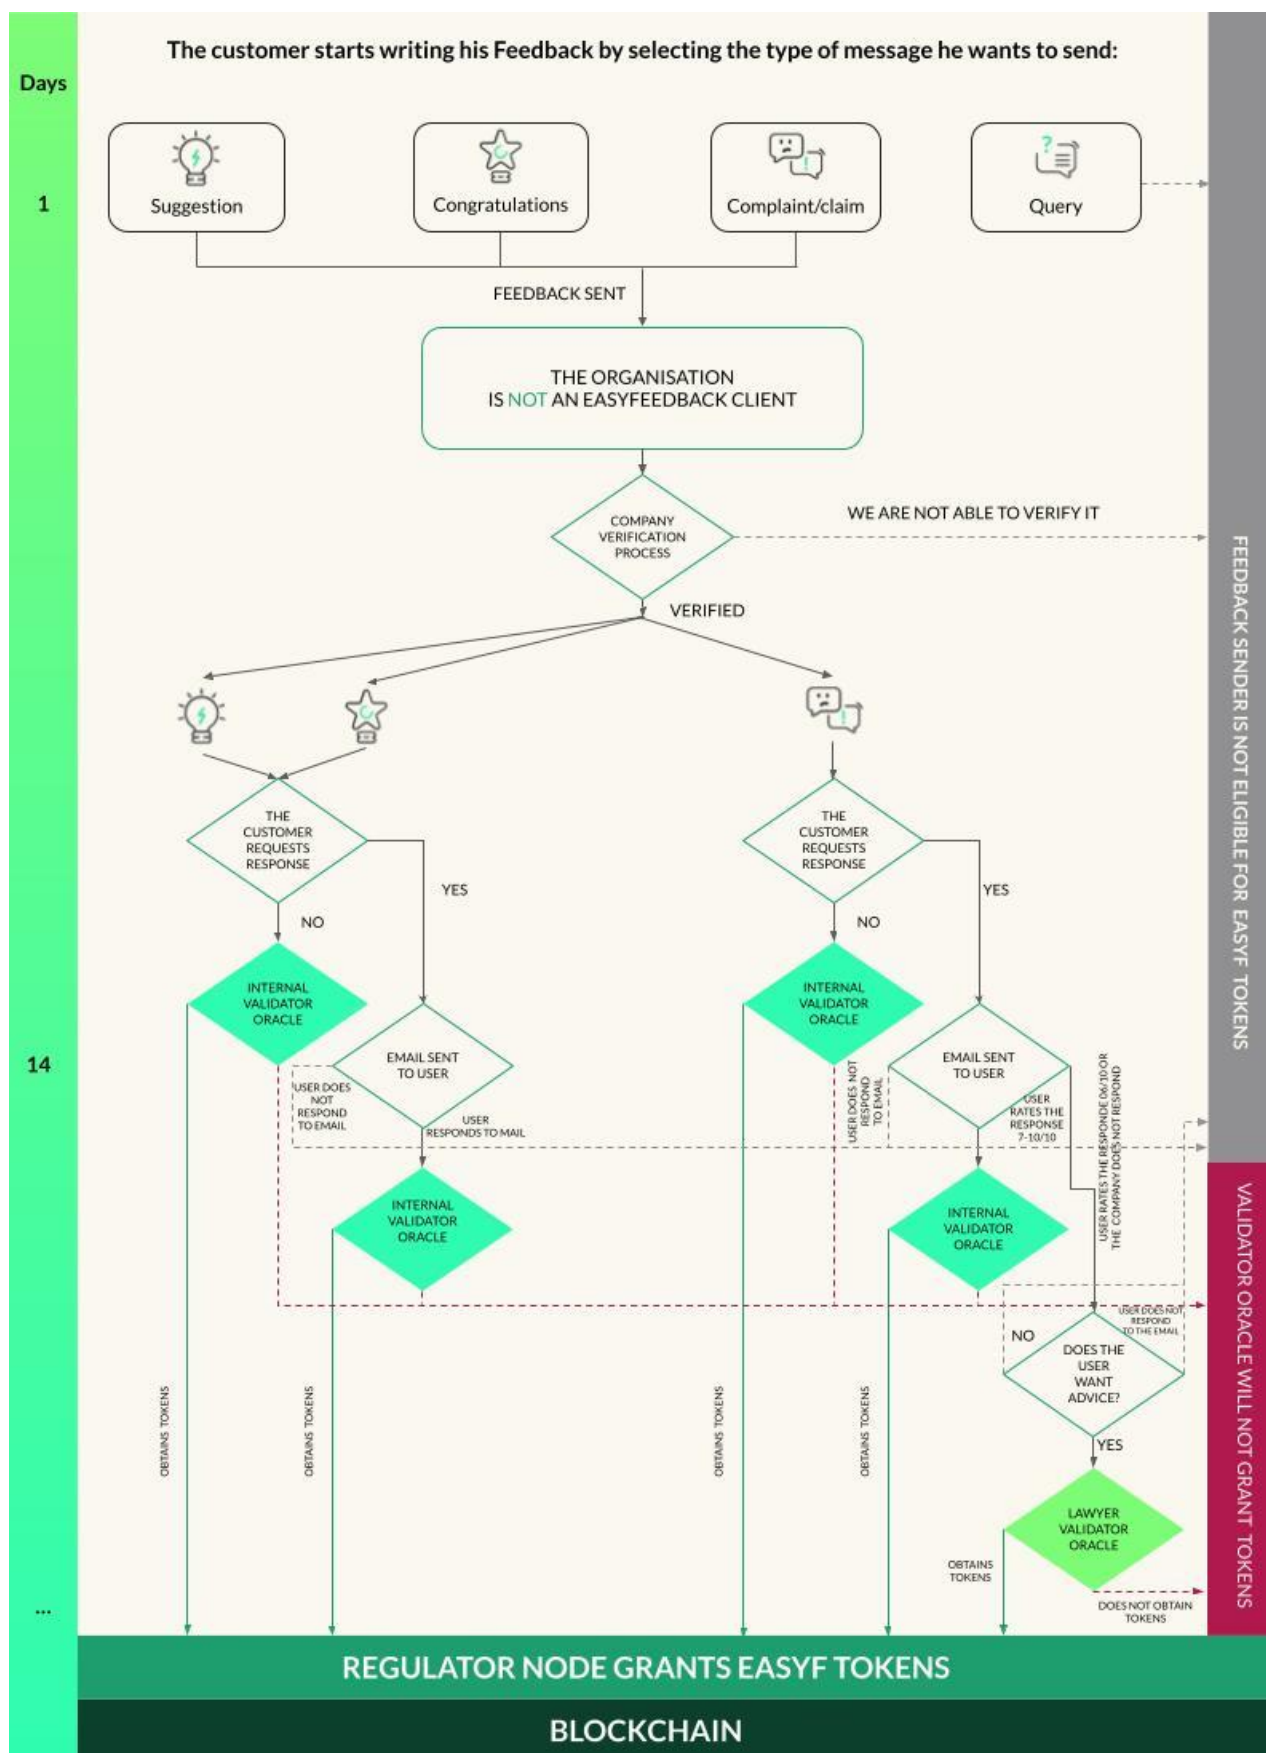 The customer starts writing his Feedback by selecting the type of message he wants to send:
Days
1
Suggestion
Congratulations
Complaint/claim
Query
FEEDBACK SENT
THE ORGANISATION
IS NOT AN EASYFEEDBACK CLIENT
COMPANY
VERIFICATION
PROCESS
WE ARE NOT ABLE TO VERIFY IT
VERIFIED
FEEDBACK SENDER IS NOT ELIGIBLE FOR EASYF TOKENS
THE
CUSTOMER
REQUESTS
RESPONSE
YES
NO
THE
CUSTOMER
REQUESTS
RESPONSE
YES
NO
INTERNAL
VALIDATOR
ORACLE
INTERNAL
VALIDATOR
ORACLE
14
EMAIL SENT
TO USER
USER DOES
NOT
RESPOND
TO EMAIL
USER
RESPONDS TO MAIL
EMAIL SENT
TO USER
USER DOES NOT
RESPOND
TO EMAIL
USER
RATES THE
RESPONSE
7-10/10
USER RATES THE RESPONDE 06/10 OR
THE COMPANY DOES NOT RESPOND
INTERNAL
VALIDATOR
ORACLE
INTERNAL
VALIDATOR
ORACLE
VALIDATOR ORACLE WILL NOT GRANT TOKENS
USER DOES NOT
RESPOND
TO THE EMAIL
NO
DOES THE
USER
WANT
ADVICE?
YES
OBTAINS TOKENS
OBTAINS TOKENS
OBTAINS TOKENS
OBTAINS TOKENS
LAWYER
VALIDATOR
ORACLE
OBTAINS
TOKENS
DOES NOT OBTAIN
TOKENS
...
REGULATOR NODE GRANTS EASYF TOKENS
BLOCKCHAIN